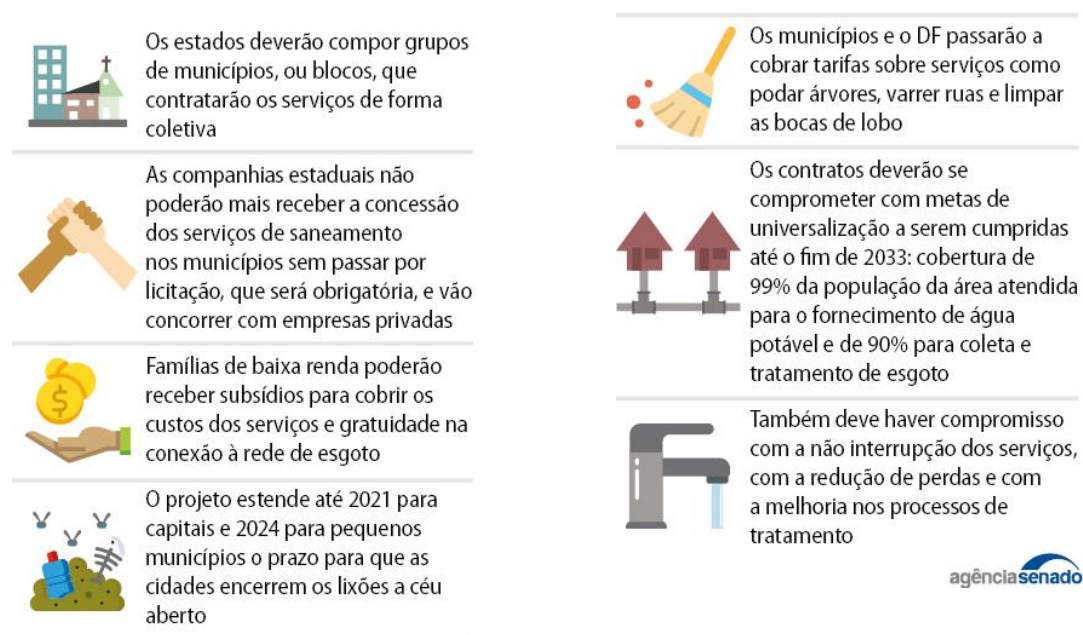 Os estados deverão compor grupos
de municípios, ou blocos, que
contratarão os serviços de forma
coletiva
As companhias estaduais não
poderão mais receber a concessão
dos serviços de saneamento
nos municípios sem passar por
licitação, que será obrigatória, e vão
concorrer com empresas privadas
Famílias de baixa renda poderão
receber subsídios para cobrir os
custos dos serviços e gratuidade na
conexão à rede de esgoto
O projeto estende até 2021 para
capitais e 2024 para pequenos
municípios o prazo para que as
cidades encerrem os lixões a céu
aberto
Os municípios e o DF passarão a
cobrar tarifas sobre serviços como
podar árvores, varrer ruas e limpar
as bocas de lobo
Os contratos deverão se
comprometer com metas de
universalização a serem cumpridas
até o fim de 2033: cobertura de
99% da população da área atendida
para o fornecimento de água
potável e de 90% para coleta e
tratamento de esgoto
Também deve haver compromisso
com a não interrupção dos serviços,
com a redução de perdas e com
a melhoria nos processos de
tratamento
agênciasenado